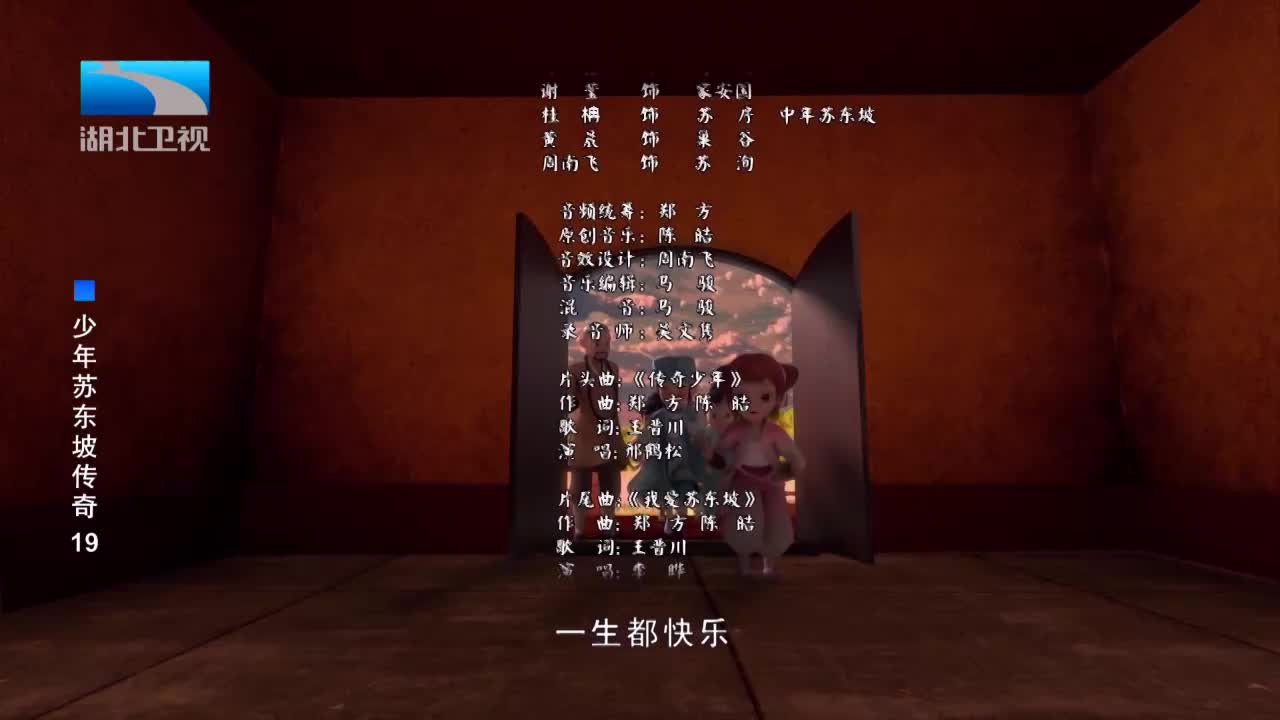 湖北卫视
谢 莹 饰 家安国
桂 楠 饰 苏 序 中年苏东坡
黄 辰 饰 巢 谷
周南飞 饰 苏 洵
音频统筹：郑 方
原创音乐：陈 皓
音效设计：周南飞
音乐编辑：马 骏
混 音：马 骏
录音师：吴文隽
片头曲：《传奇少年》
作 曲：郑 方 陈 皓
歌 词：王晋川
演 唱：邢鹤松
片尾曲：《我爱苏东坡》
作 曲：郑 方 陈 皓
歌 词：王晋川
演 唱：李 晔
少年苏东坡传奇 19
一生都快乐